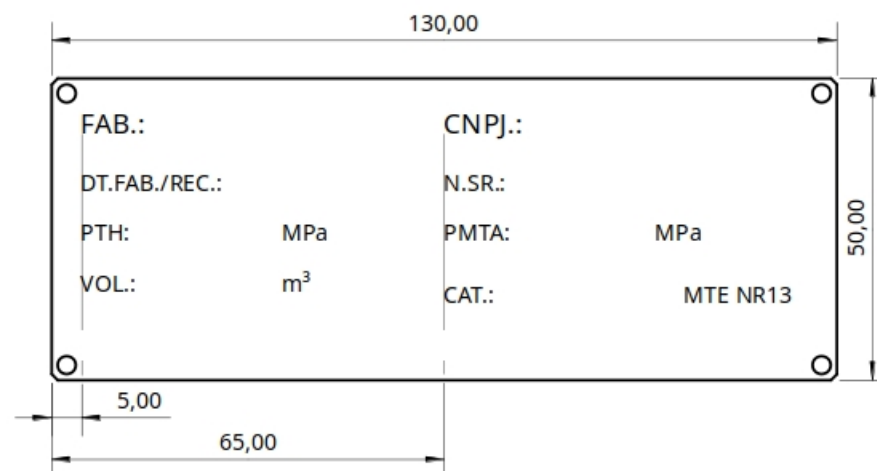 130,00
FAB.: CNPJ.:
DT.FAB./REC.: N.SR.:
PTH: MPa PMTA: MPa
VOL.: m³ CAT.: MTE NR13
50,00
5,00
65,00